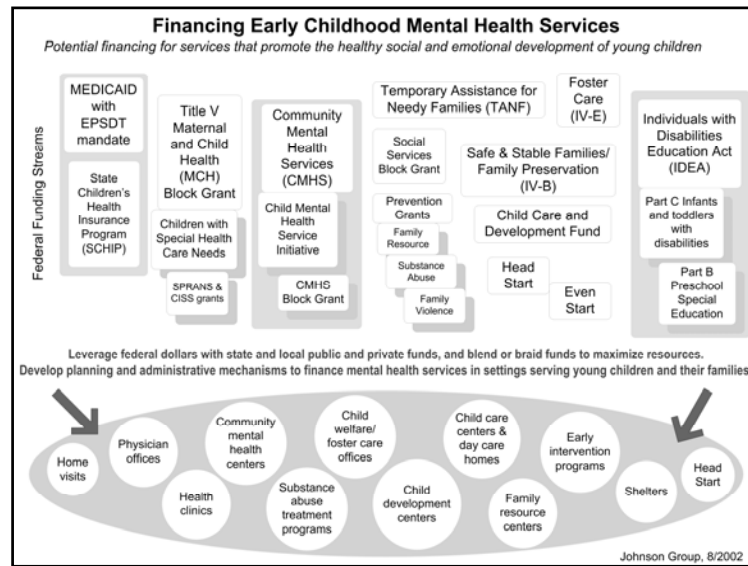 Financing Early Childhood Mental Health Services
Potential financing for services that promote the healthy social and emotional development of young children
Federal Funding Streams
MEDICAID
with
EPSDT
mandate
State
Children's
Health
Insurance
Program
(SCHIP)
Title V
Maternal
and Child
Health
(MCH)
Block Grant
Children with
Special Health
Care Needs
SPRANS &
CISS grants
Community
Mental
Health
Services
(CMHS)
Child Mental
Health
Service
Initiative
CMHS
Block Grant
Temporary Assistance for
Needy Families (TANF)
Foster
Care
(IV-E)
Social
Services
Block Grant
Safe & Stable Families/
Family Preservation
(IV-B)
Prevention
Grants
Family
Resource
Substance
Abuse
Family
Violence
Child Care and
Development Fund
Head
Start
Even
Start
Individuals with
Disabilities
Education Act
(IDEA)
Part C Infants
and toddlers
with
disabilities
Part B
Preschool
Special
Education
Leverage federal dollars with state and local public and private funds, and blend or braid funds to maximize resources.
Develop planning and administrative mechanisms to finance mental health services in settings serving young children and their families
Home
visits
Physician
offices
Health
clinics
Community
mental
health
centers
Substance
abuse
treatment
programs
Child
welfare/
foster care
offices
Child
development
centers
Child care
centers &
day care
homes
Family
resource
centers
Early
intervention
programs
Shelters
Head
Start
Johnson Group, 8/2002